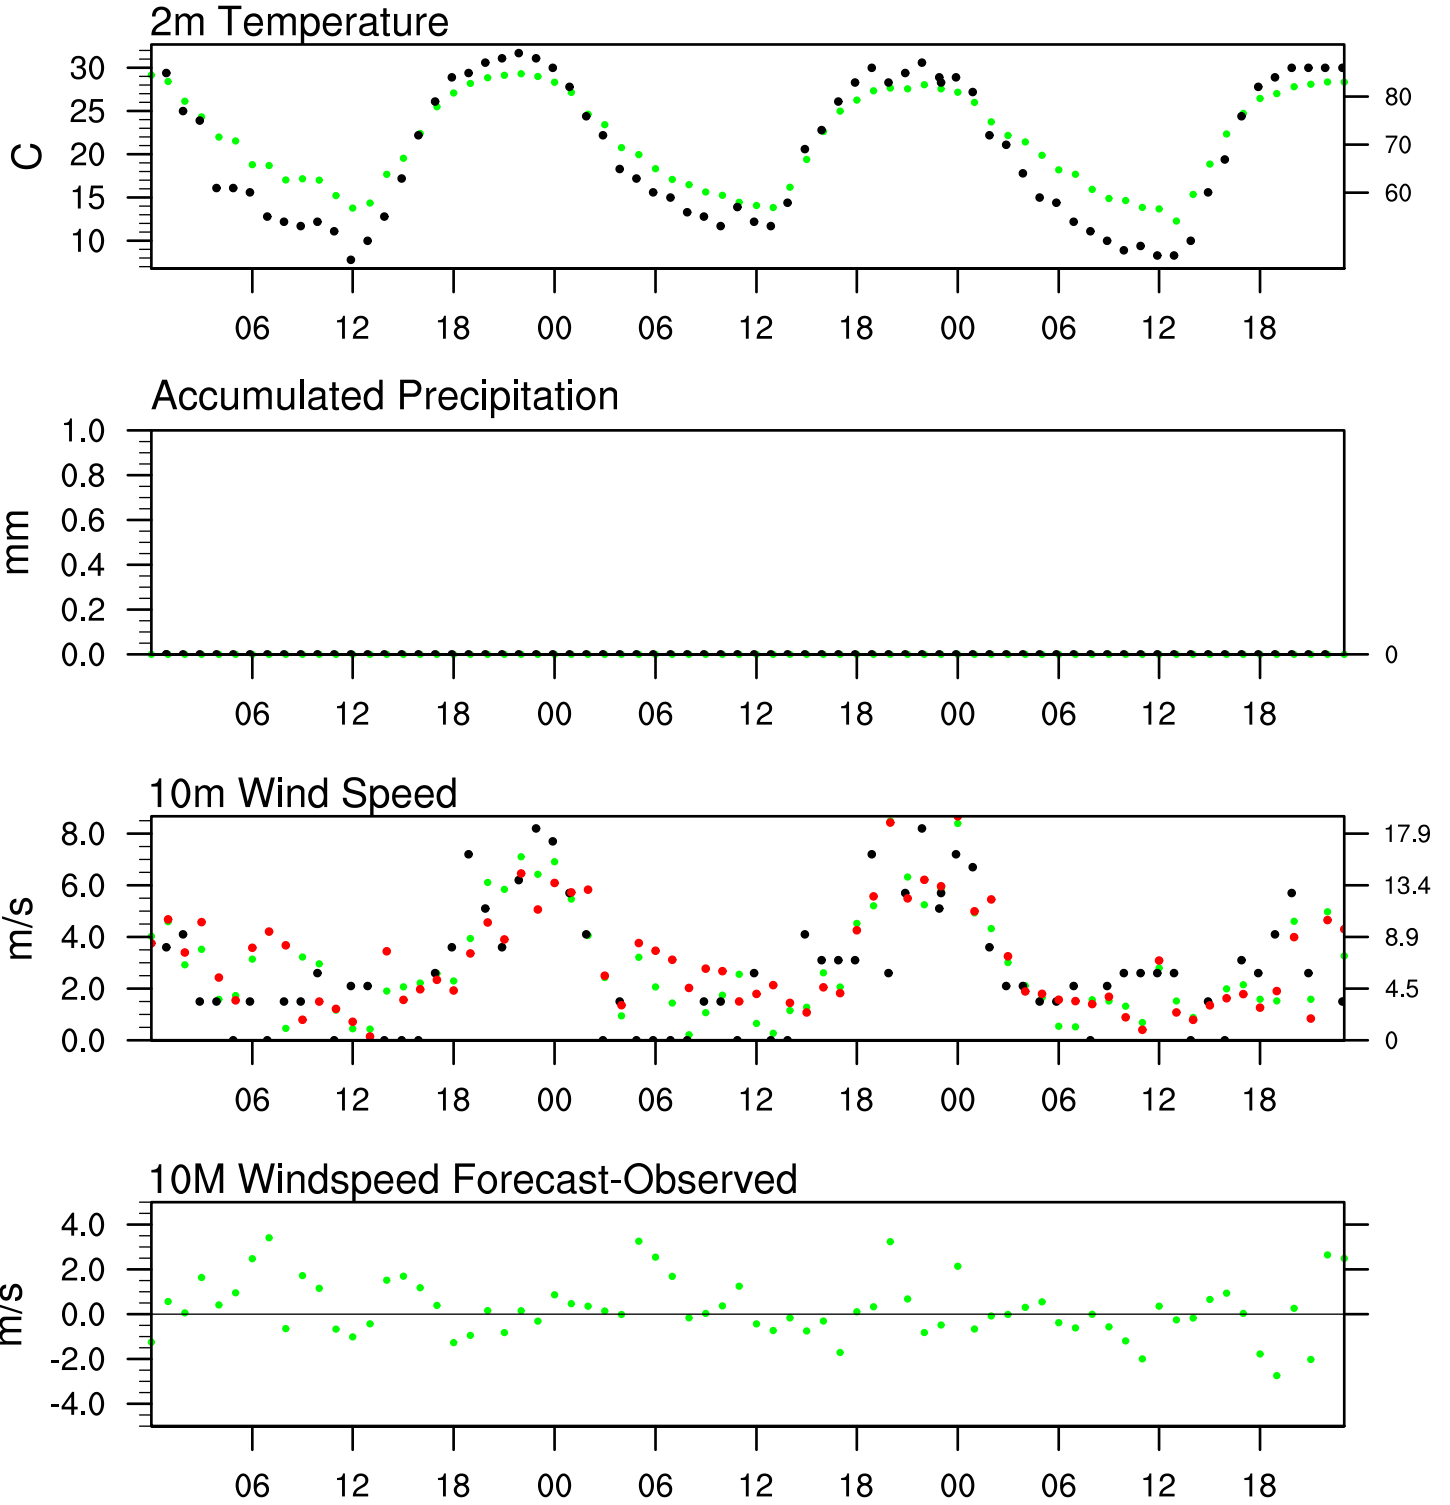 2m Temperature
30
25
20
15
10
C
80
70
60
06 12 18 00 06 12 18 00 06 12 18
Accumulated Precipitation
1.0
0.8
0.6
0.4
0.2
0.0
mm
0
06 12 18 00 06 12 18 00 06 12 18
10m Wind Speed
8.0
6.0
4.0
2.0
0.0
m/s
17.9
13.4
8.9
4.5
0
06 12 18 00 06 12 18 00 06 12 18
10M Windspeed Forecast-Observed
4.0
2.0
0.0
-2.0
-4.0
m/s
06 12 18 00 06 12 18 00 06 12 18